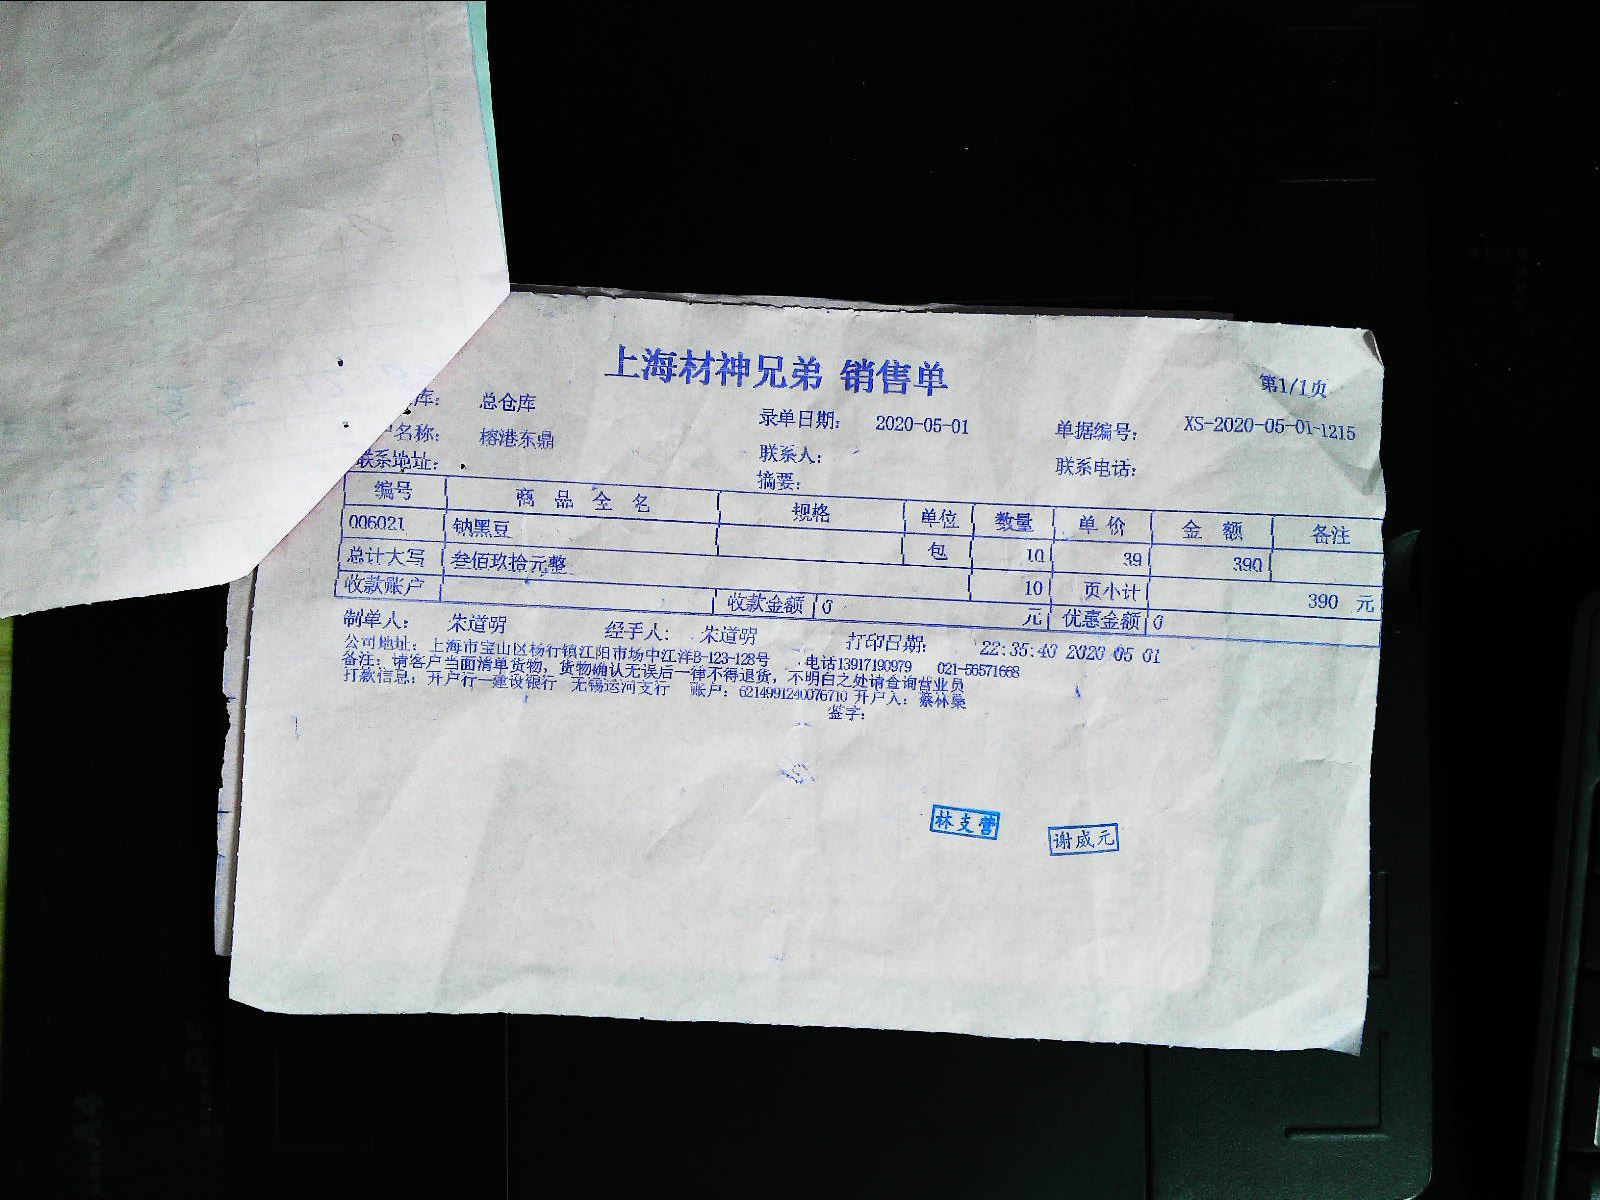 上海材神兄弟 销售单
第1/1页
库： 总仓库 录单日期： 2020-05-01 单据编号： XS-2020-05-01-1215
名称： 榕港东鼎 联系人： 联系电话：
联系地址： 摘要：
编号 商品全名 规格 单位 数量 单价 金额 备注
006021 钠黑豆 包 10 39 390
总计大写 叁佰玖拾元整 10 页小计 390 元
收款账户 收款金额 0 元 优惠金额 0
制单人： 朱道明 经手人： 朱道明 打印日期： 22:35:40 2020 05 01
公司地址：上海市宝山区杨行镇江阳市场中江洋B-123-128号 电话13917190979 021-56571668
备注：请客户当面清单货物，货物确认无误后一律不得退货，不明白之处请查询营业员
打款信息：开户行一建设银行 无锡运河支行 账户：6214991240076710 开户人：蔡林燊
签字：
林支营
谢威元